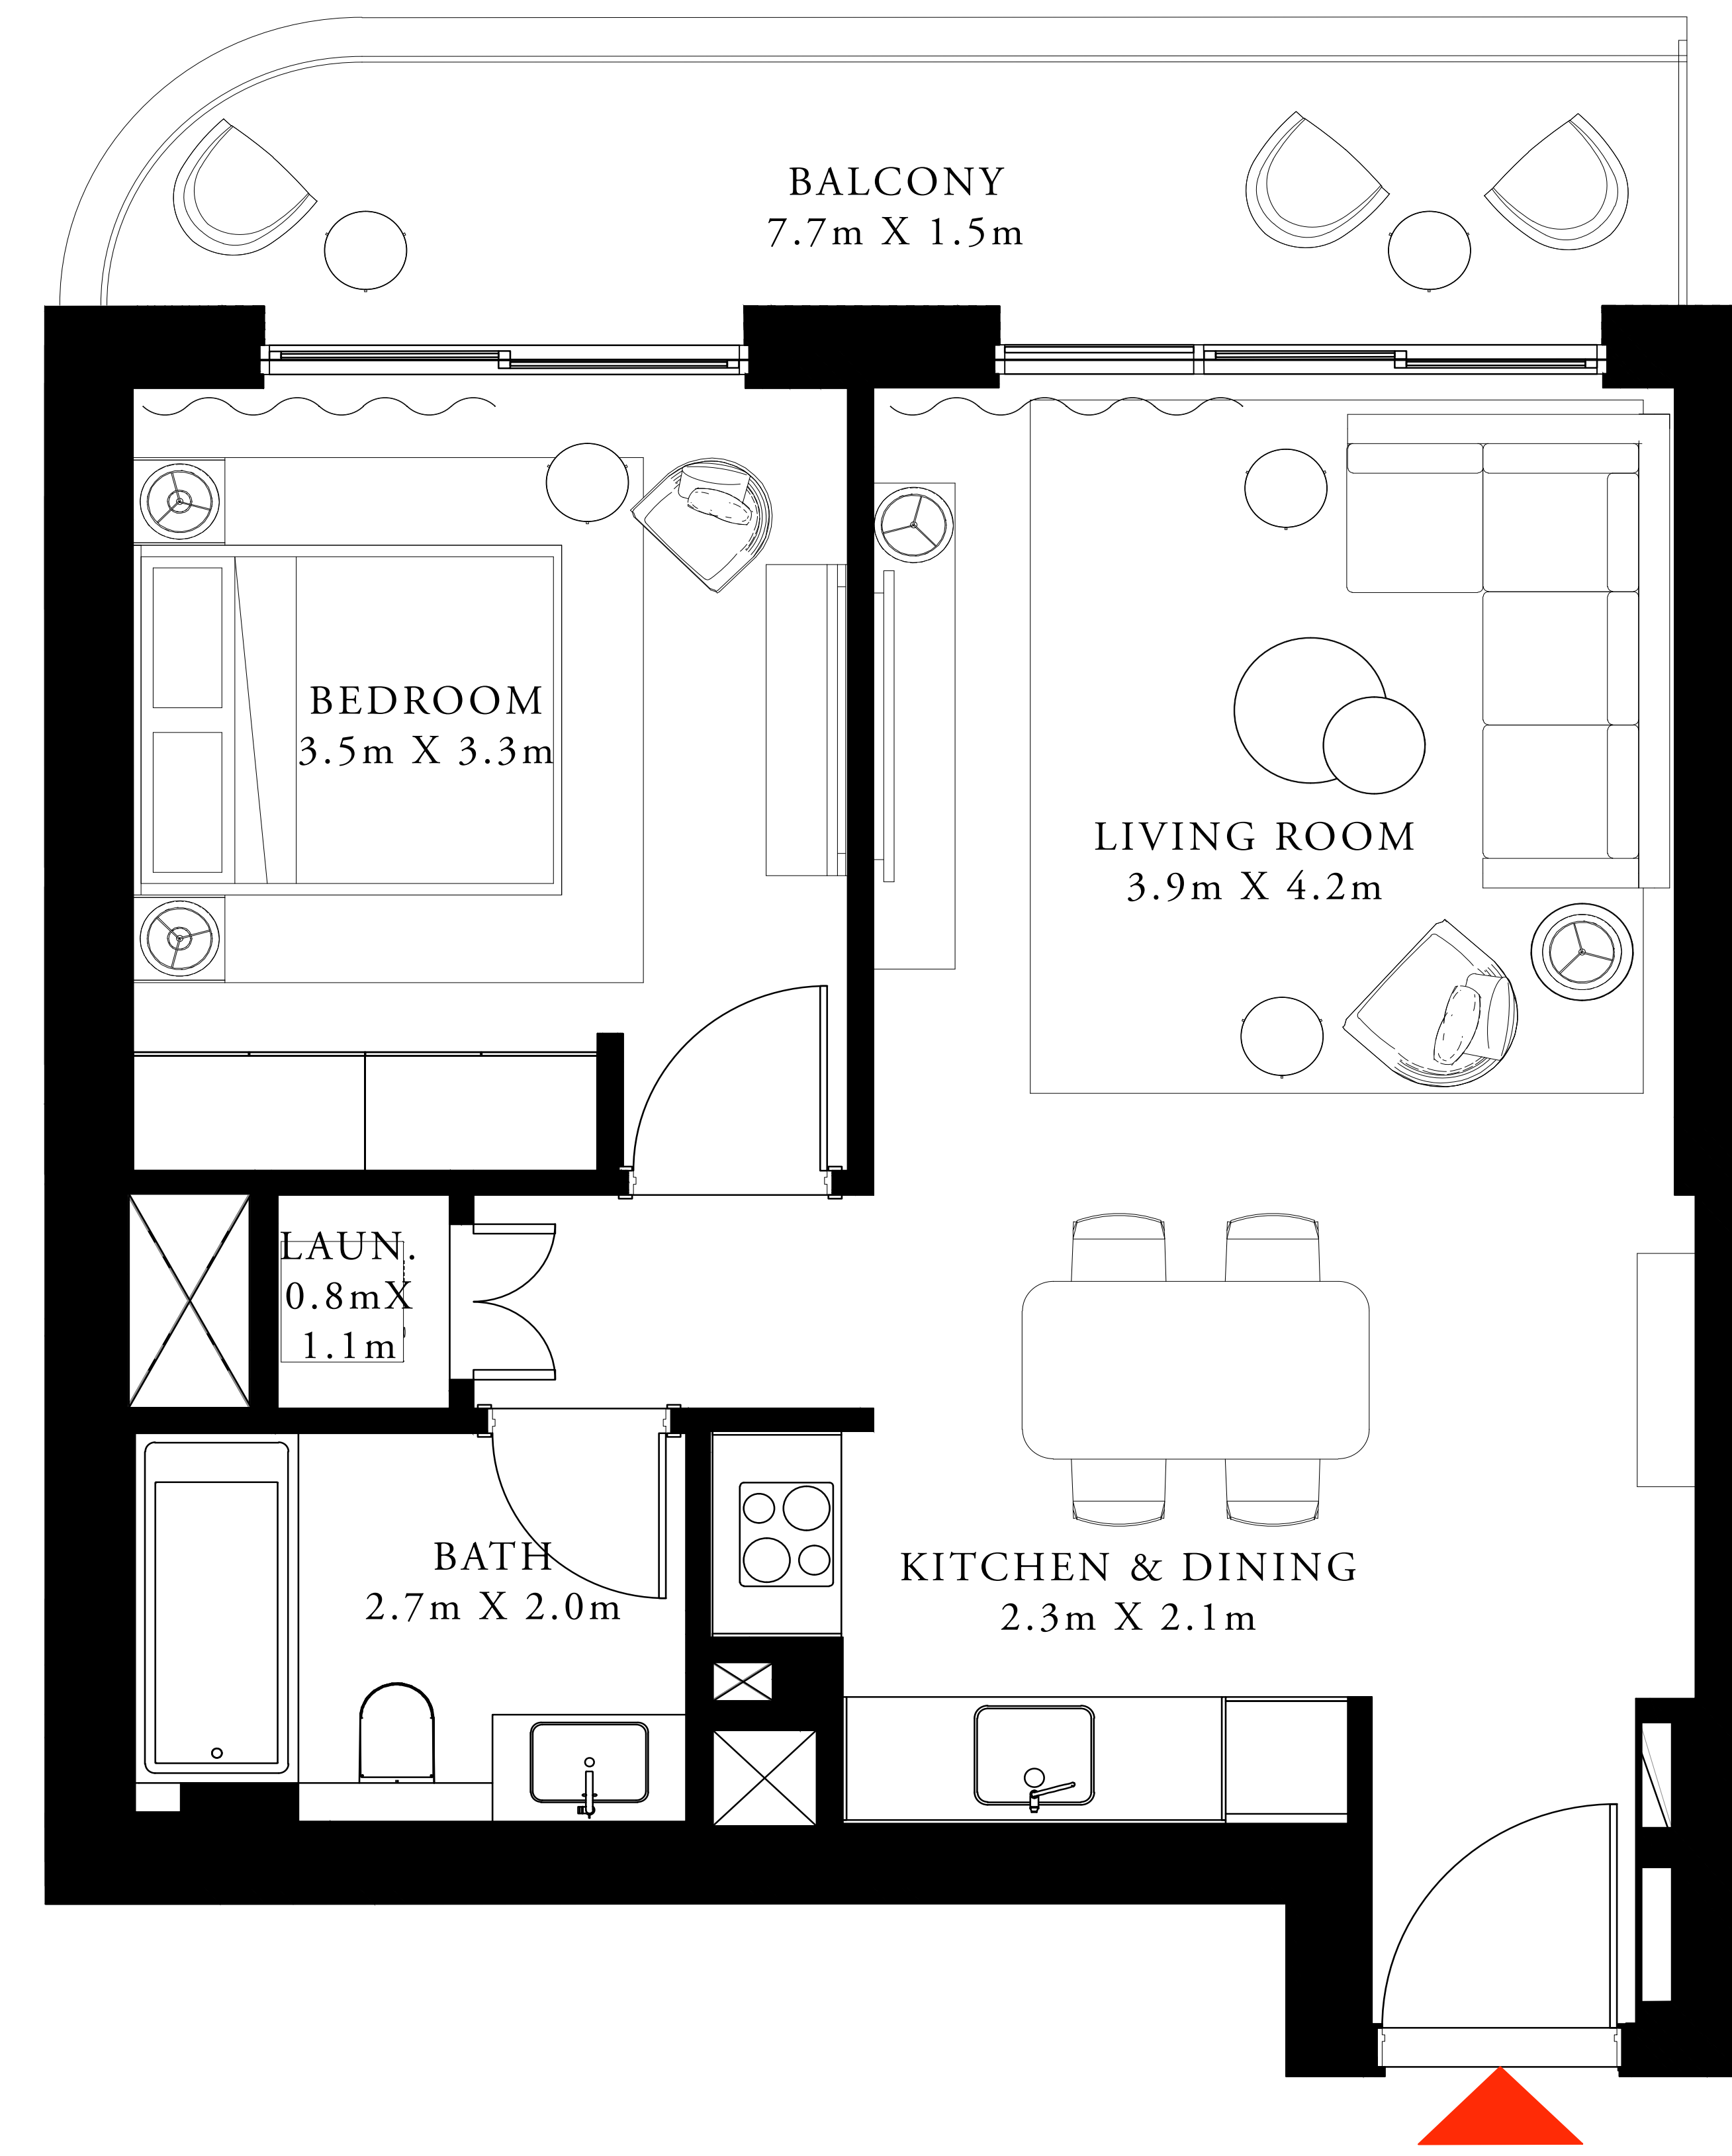 BALCONY
7.7m X 1.5m
BEDROOM
3.5m X 3.3m
LIVING ROOM
3.9m X 4.2m
LAUN.
0.8mX
1.1m
BATH
2.7m X 2.0m
KITCHEN & DINING
2.3m X 2.1m